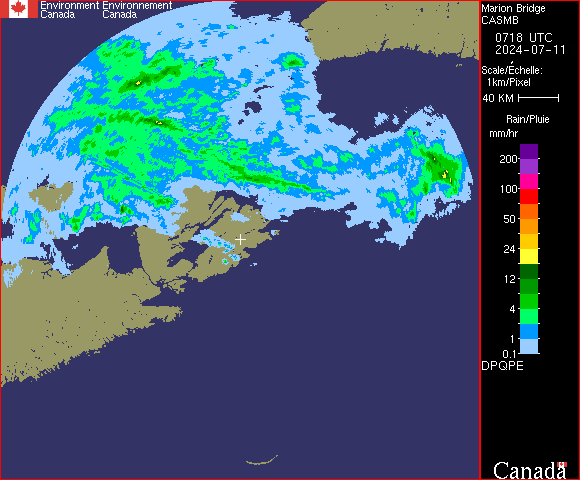 Environment Environnement
Canada Canada
Marion Bridge
CASMB
0718 UTC
2024-07-11
Scale/Échelle:
1km/Pixel
40 KM
Rain/Pluie
mm/hr
200
100
50
24
12
4
1
0.1
DPQPE
Canada